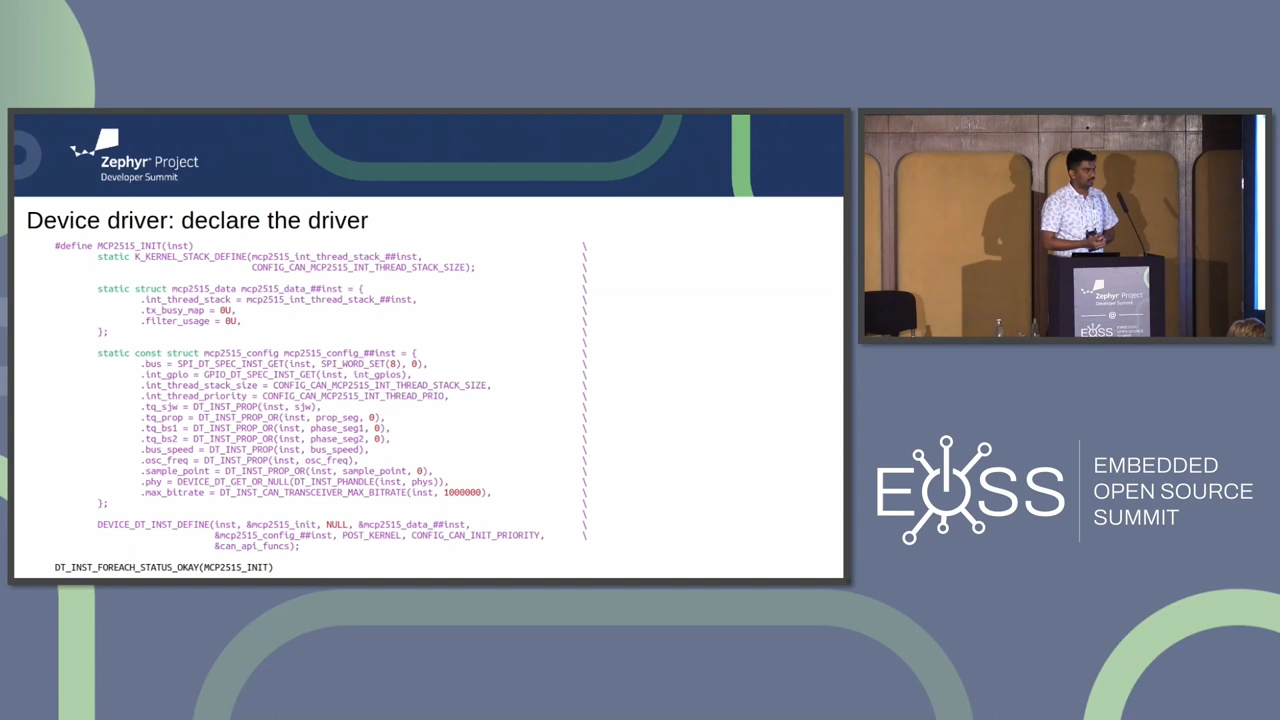 Zephyr® Project
Developer Summit
Device driver: declare the driver
#define MCP2515_INIT(inst) \
static K_KERNEL_STACK_DEFINE(mcp2515_int_thread_stack_##inst, \
CONFIG_CAN_MCP2515_INT_THREAD_STACK_SIZE); \
\
static struct mcp2515_data mcp2515_data_##inst = { \
.int_thread_stack = mcp2515_int_thread_stack_##inst, \
.tx_busy_map = 0U, \
.filter_usage = 0U, \
}; \
\
static const struct mcp2515_config mcp2515_config_##inst = { \
.bus = SPI_DT_SPEC_INST_GET(inst, SPI_WORD_SET(8), 0), \
.int_gpio = GPIO_DT_SPEC_INST_GET(inst, int_gpios), \
.int_thread_stack_size = CONFIG_CAN_MCP2515_INT_THREAD_STACK_SIZE, \
.int_thread_priority = CONFIG_CAN_MCP2515_INT_THREAD_PRIO, \
.tq_sjw = DT_INST_PROP(inst, sjw), \
.tq_prop = DT_INST_PROP_OR(inst, prop_seg, 0), \
.tq_bs1 = DT_INST_PROP_OR(inst, phase_seg1, 0), \
.tq_bs2 = DT_INST_PROP_OR(inst, phase_seg2, 0), \
.bus_speed = DT_INST_PROP(inst, bus_speed), \
.osc_freq = DT_INST_PROP(inst, osc_freq), \
.sample_point = DT_INST_PROP_OR(inst, sample_point, 0), \
.phy = DEVICE_DT_GET_OR_NULL(DT_INST_PHANDLE(inst, phys)), \
.max_bitrate = DT_INST_CAN_TRANSCEIVER_MAX_BITRATE(inst, 1000000), \
}; \
\
DEVICE_DT_INST_DEFINE(inst, &mcp2515_init, NULL, &mcp2515_data_##inst, \
&mcp2515_config_##inst, POST_KERNEL, CONFIG_CAN_INIT_PRIORITY, \
&can_api_funcs);
DT_INST_FOREACH_STATUS_OKAY(MCP2515_INIT)
Zephyr Project
Developer Summit
@
EOSS
EOSS
EMBEDDED
OPEN SOURCE
SUMMIT